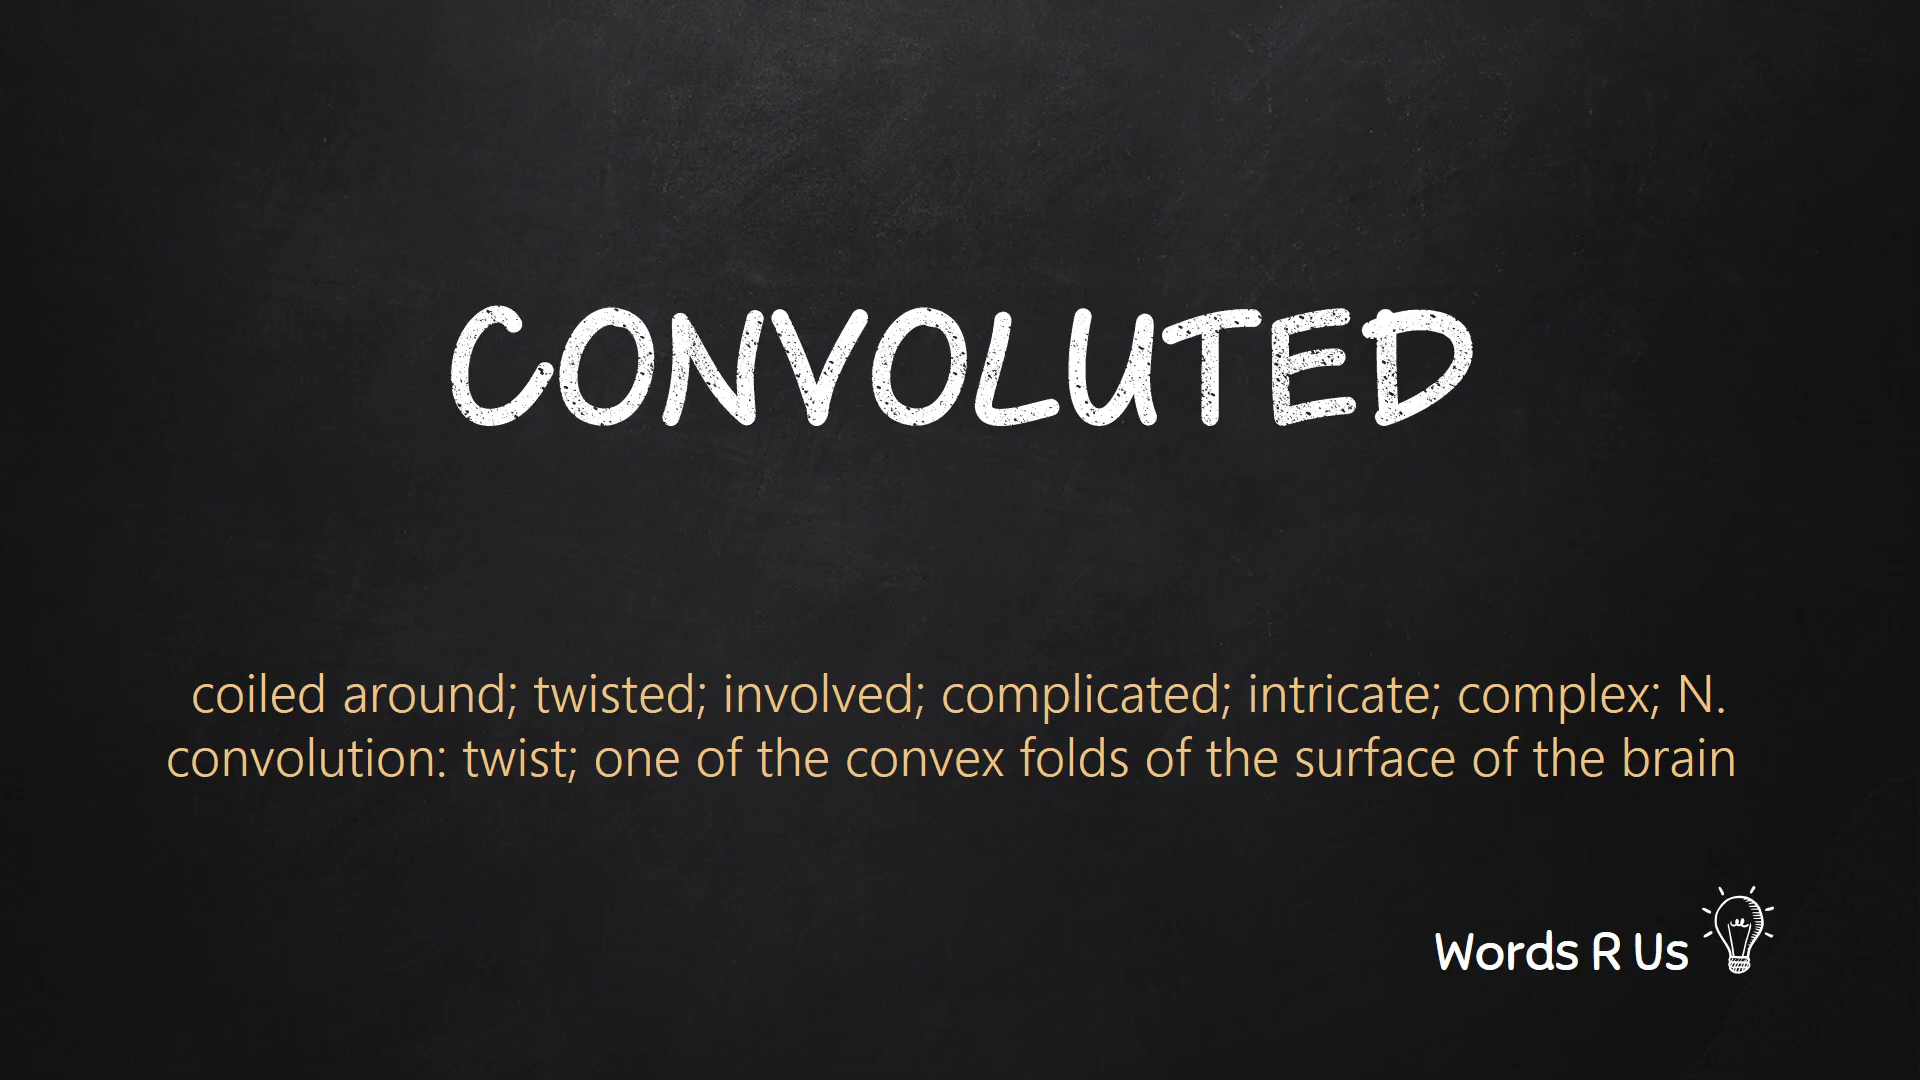 CONVOLUTED
coiled around; twisted; involved; complicated; intricate; complex; N.
convolution: twist; one of the convex folds of the surface of the brain
Words R Us